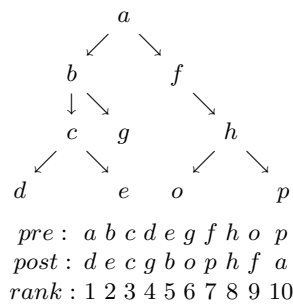 a
b f
c g h
d e o p
pre : a b c d e g f h o p
post : d e c g b o p h f a
rank : 1 2 3 4 5 6 7 8 9 10